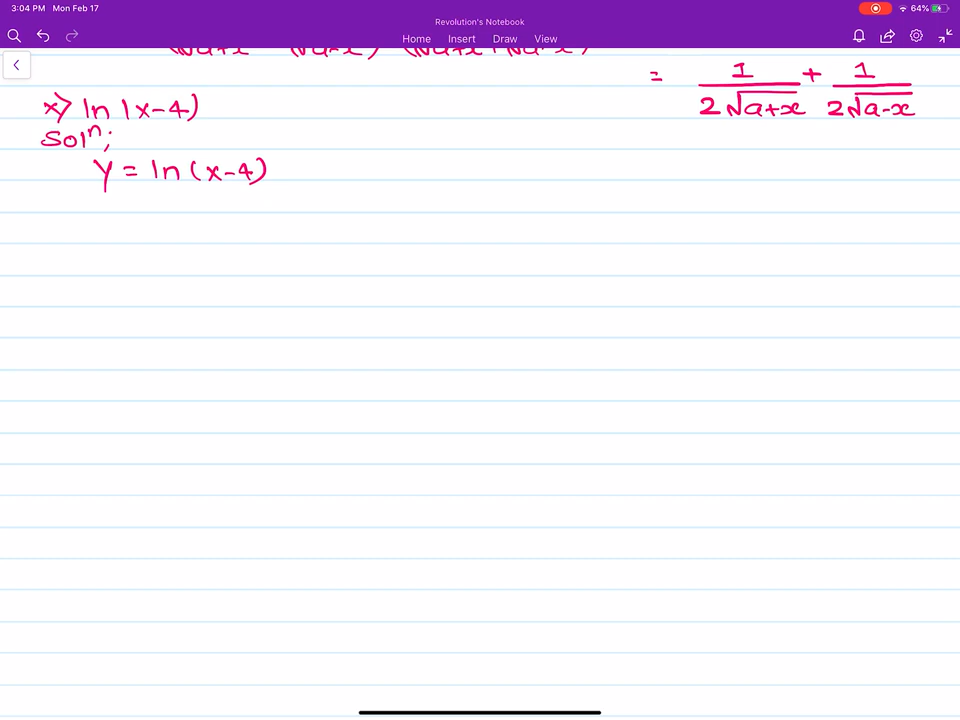 3:04 PM Mon Feb 17
64%
Revolution's Notebook
Home Insert Draw View
= 1/(2√a+x) + 1/(2√a-x)
x> ln(x-4)
Solⁿ;
y = ln(x-4)